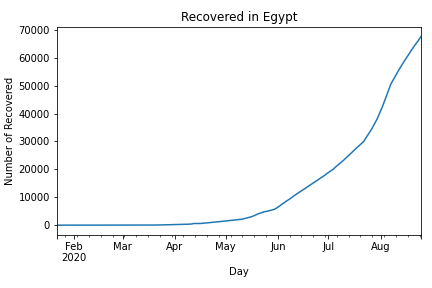 Recovered in Egypt
70000
60000
50000
40000
30000
20000
10000
0
Number of Recovered
Feb Mar Apr May Jun Jul Aug
2020
Day